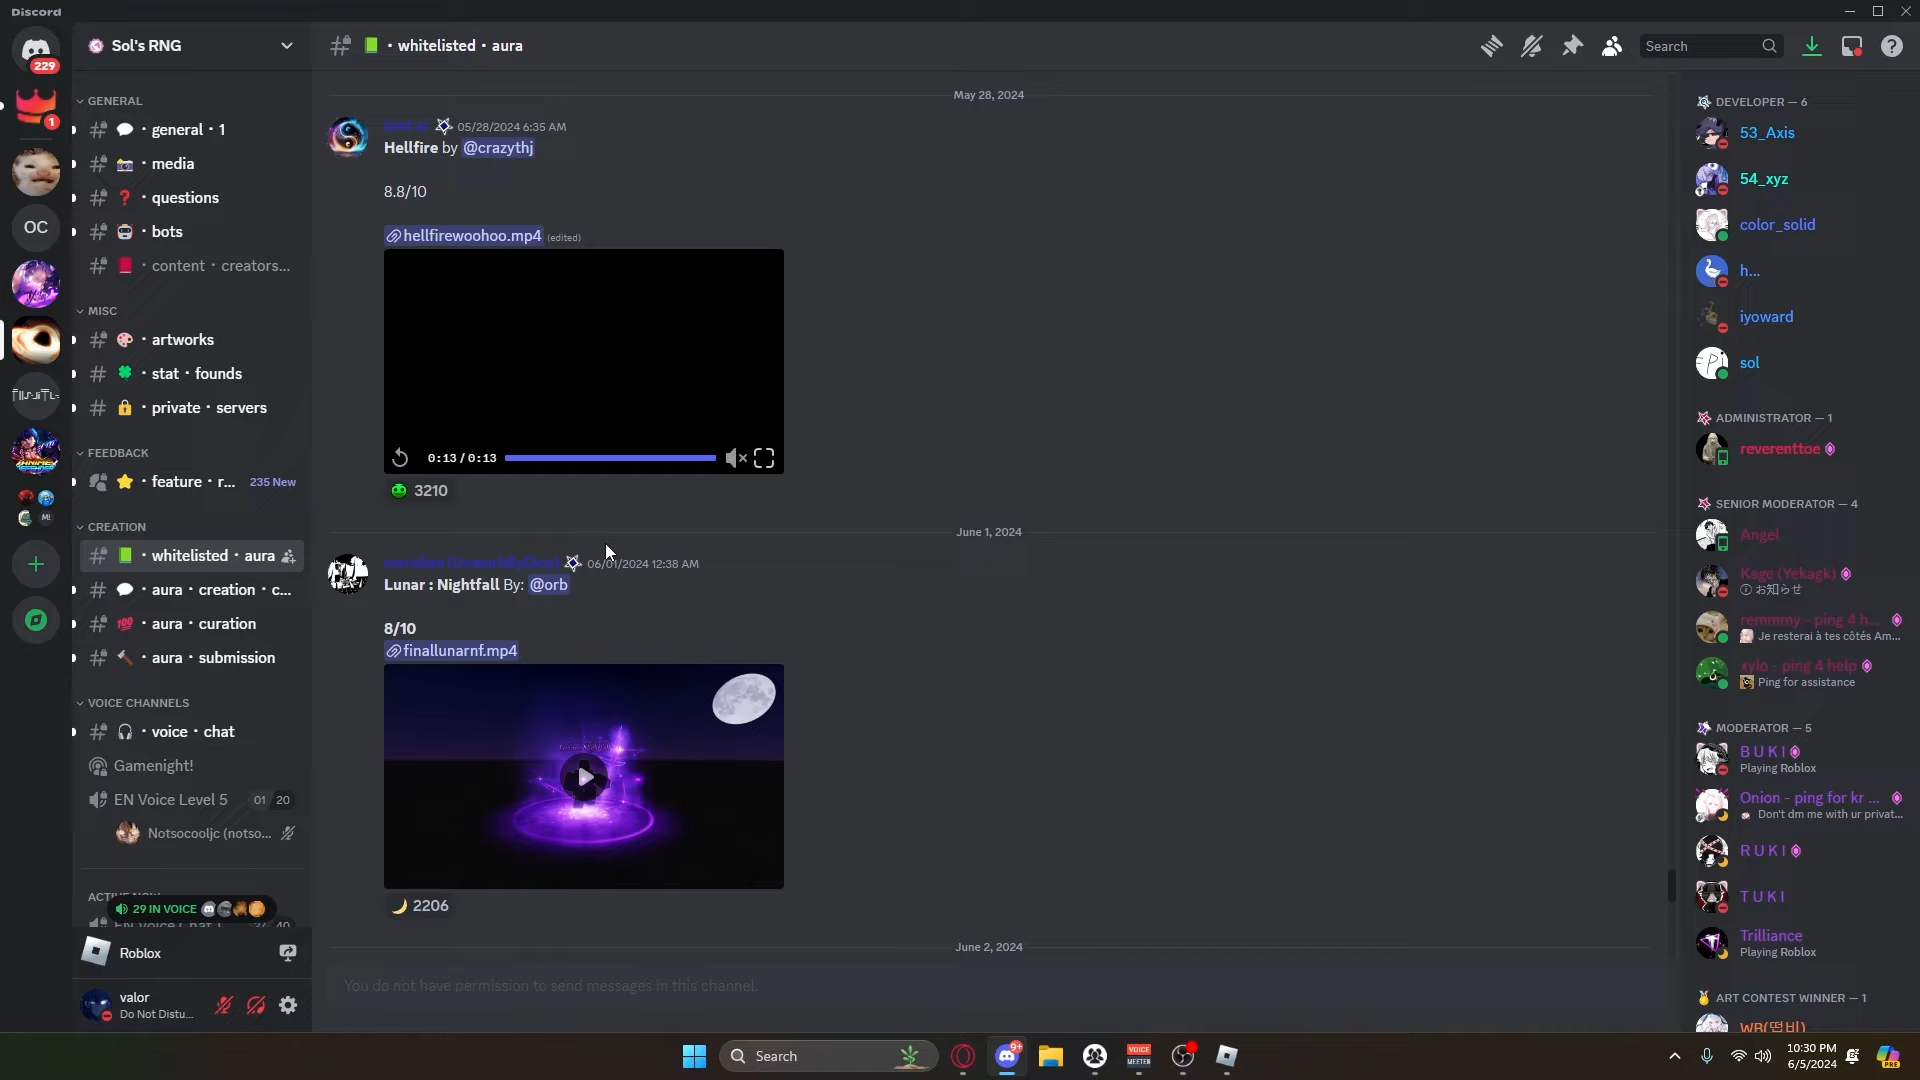 Discord
229
1
OC
Sol's RNG
GENERAL
general・1
media
questions
bots
content・creators...
MISC
artworks
stat・founds
private・servers
FEEDBACK
feature・r...
235 New
CREATION
whitelisted・aura
aura・creation・c...
aura・curation
aura・submission
VOICE CHANNELS
voice・chat
Gamenight!
EN Voice Level 5
01 20
Notsocooljc (notso...
29 IN VOICE
Roblox
valor
Do Not Distu...
・whitelisted・aura
Search
May 28, 2024
05/28/2024 6:35 AM
Hellfire by @crazythj
8.8/10
hellfirewoohoo.mp4 (edited)
0:13 / 0:13
3210
June 1, 2024
06/01/2024 12:38 AM
Lunar : Nightfall By: @orb
8/10
finallunarnf.mp4
2206
June 2, 2024
You do not have permission to send messages in this channel.
DEVELOPER — 6
53_Axis
54_xyz
color_solid
h...
iyoward
sol
ADMINISTRATOR — 1
reverenttoe
SENIOR MODERATOR — 4
Angel
Kage (Yekagk)
お知らせ
remmmy - ping 4 h...
Je resterai à tes côtés Am...
xylo - ping 4 help
Ping for assistance
MODERATOR — 5
B U K I
Playing Roblox
Onion - ping for kr ...
Don't dm me with ur privat...
R U K I
T U K I
Trilliance
Playing Roblox
ART CONTEST WINNER — 1
Search
9+
VOICE
MEETER
10:30 PM
6/5/2024
PRE